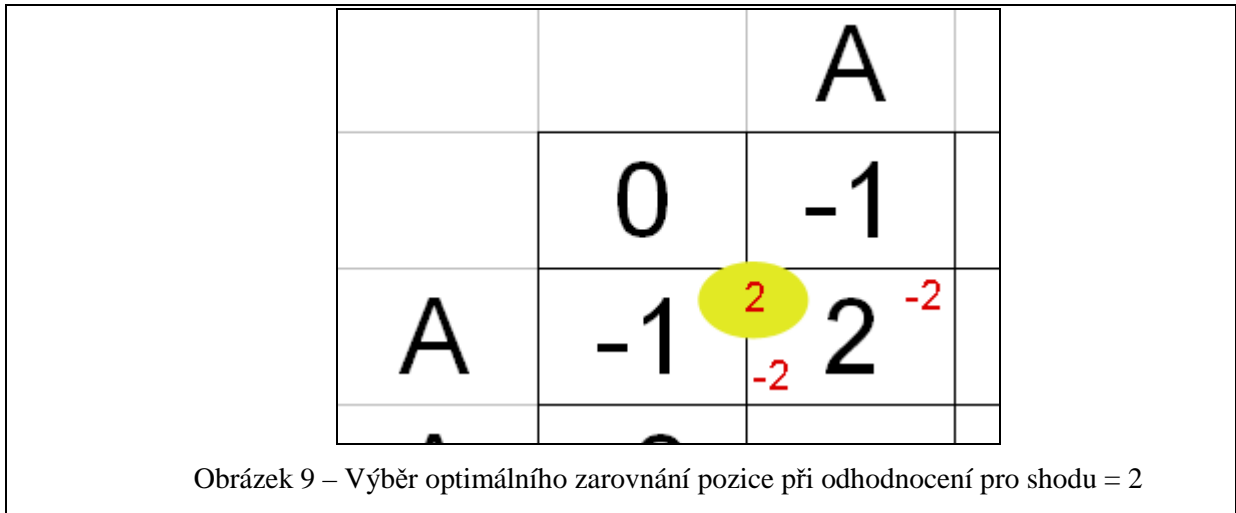 A
0 -1
A -1 2 2 -2
-2
Obrázek 9 – Výběr optimálního zarovnání pozice při odhodnocení pro shodu = 2